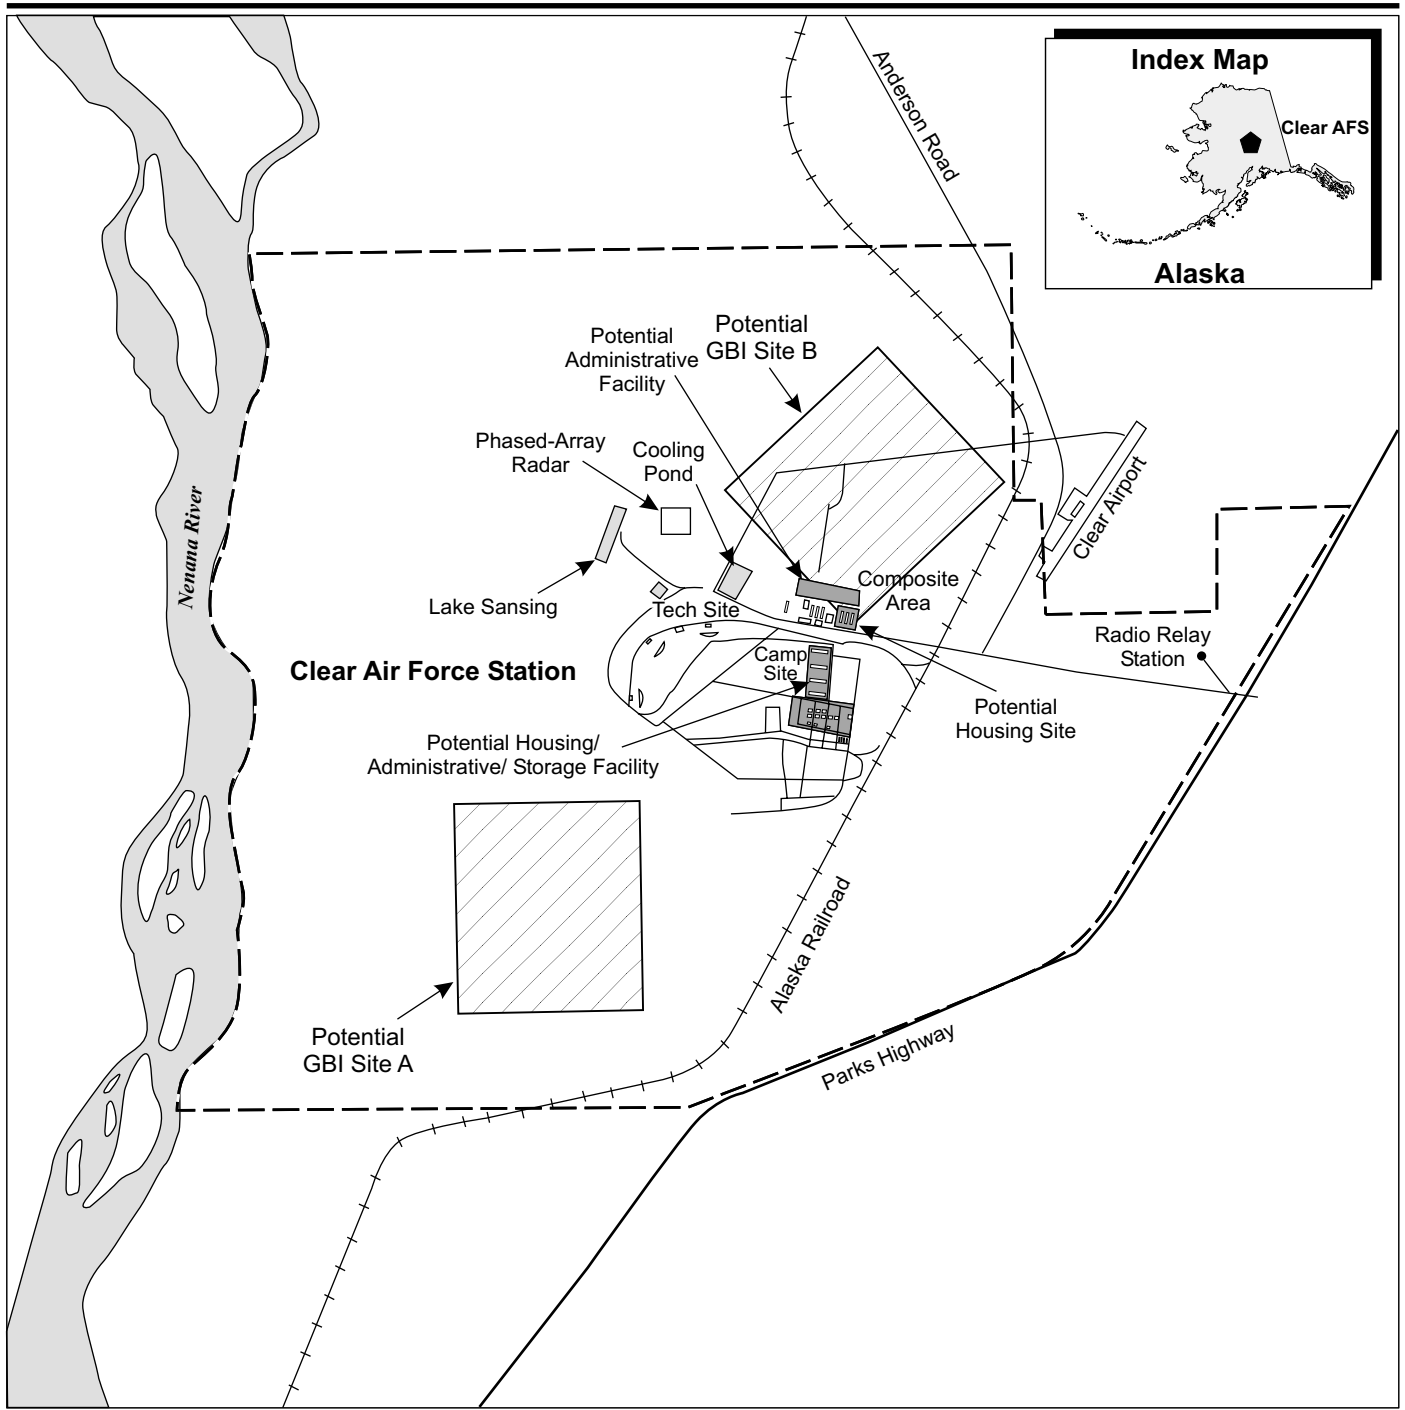 Index Map
Clear AFS
Alaska
Anderson Road
Potential
GBI Site B
Potential
Administrative
Facility
Phased-Array
Radar
Cooling
Pond
Clear Airport
Nenana River
Lake Sansing
Tech Site
Composite
Area
Radio Relay
Station
Clear Air Force Station
Camp
Site
Potential
Housing Site
Potential Housing/
Administrative/ Storage Facility
Alaska Railroad
Potential
GBI Site A
Parks Highway